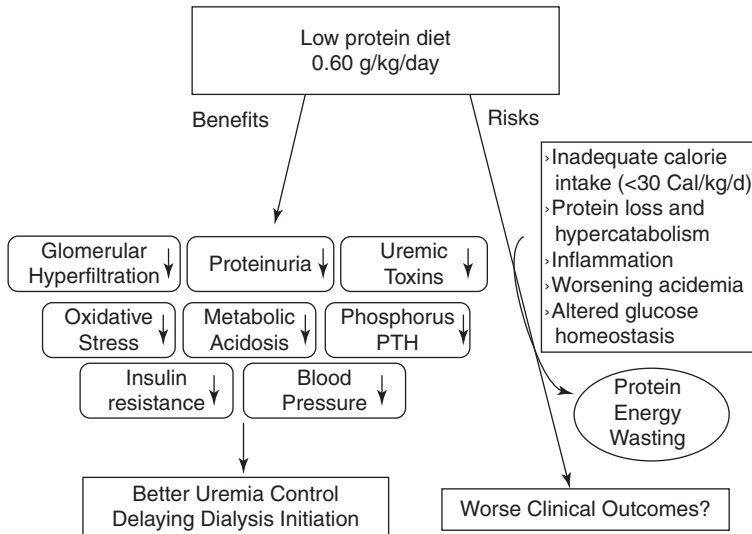 Low protein diet
0.60 g/kg/day
Benefits
Risks
›Inadequate calorie
intake (<30 Cal/kg/d)
›Protein loss and
hypercatabolism
›Inflammation
›Worsening acidemia
›Altered glucose
homeostasis
Glomerular
Hyperfiltration
Proteinuria
Uremic
Toxins
Oxidative
Stress
Metabolic
Acidosis
Phosphorus
PTH
Insulin
resistance
Blood
Pressure
Protein
Energy
Wasting
Better Uremia Control
Delaying Dialysis Initiation
Worse Clinical Outcomes?